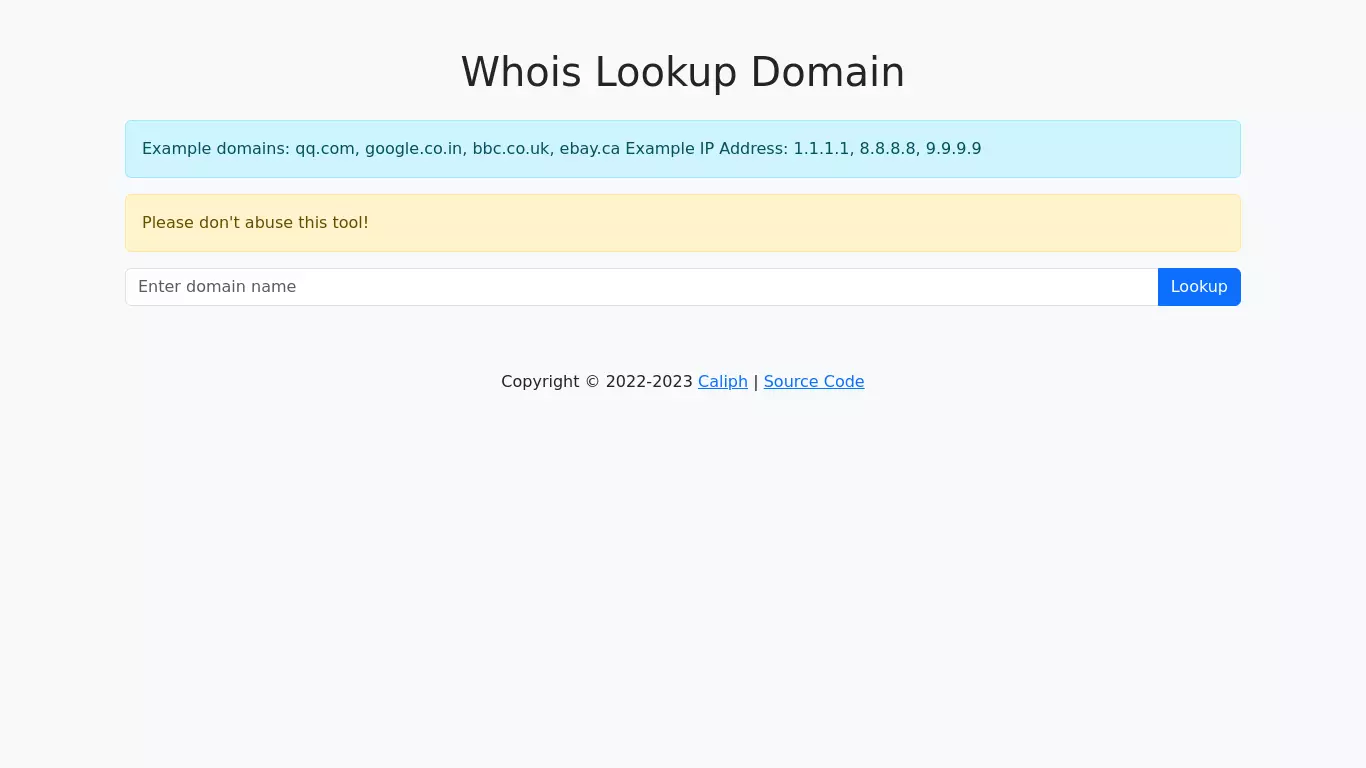 Whois Lookup Domain
Example domains: qq.com, google.co.in, bbc.co.uk, ebay.ca Example IP Address: 1.1.1.1, 8.8.8.8, 9.9.9.9
Please don't abuse this tool!
Enter domain name
Lookup
Copyright © 2022-2023 Caliph | Source Code